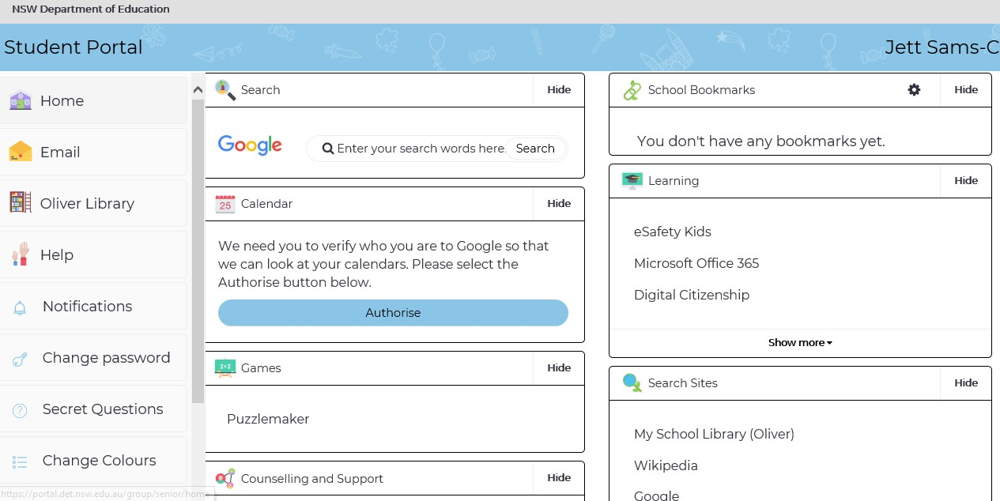 NSW Department of Education
Student Portal
Jett Sams-C
Home
Email
Oliver Library
Help
Notifications
Change password
Secret Questions
Change Colours
https://portal.det.nsw.edu.au/group/senior/home
Search
Hide
Google
Enter your search words here.
Search
25
Calendar
Hide
We need you to verify who you are to Google so that
we can look at your calendars. Please select the
Authorise button below.
Authorise
2+2
Games
Hide
Puzzlemaker
Counselling and Support
Hide
School Bookmarks
Hide
You don't have any bookmarks yet.
Learning
Hide
eSafety Kids
Microsoft Office 365
Digital Citizenship
Show more
Search Sites
Hide
My School Library (Oliver)
Wikipedia
Google